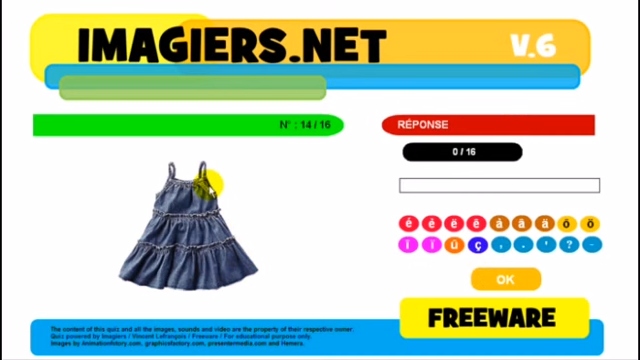 IMAGIERS.NET
V.6
N° : 14 / 16
RÉPONSE
0 / 16
é è ê ë à â ä
ï ç , . ' ? -
OK
FREEWARE
The content of this quiz and all the images, sounds and video are the property of their respective owner.
Quiz powered by Imagiers / Vincent Lefrançais / Freeware / For educational purpose only.
Images by Animationfatory.com, graphicsfactory.com, presentermedia.com and Hemera.